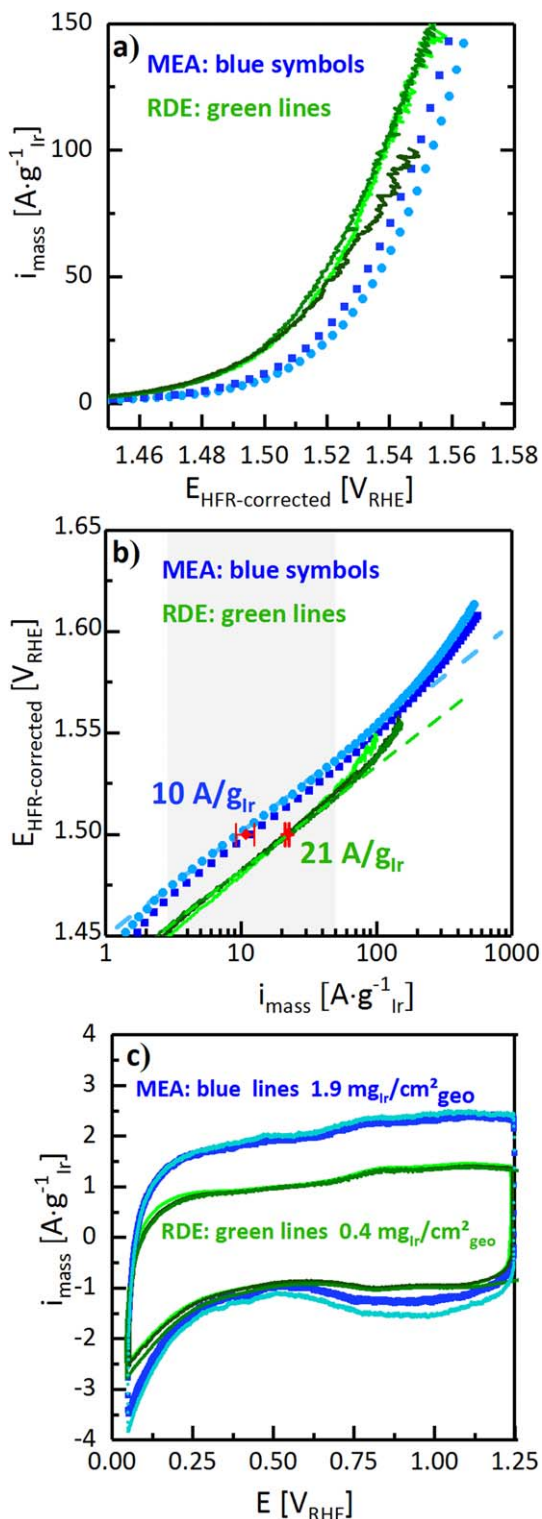 a)
MEA: blue symbols
RDE: green lines
150
100
50
0
i_mass [A·g⁻¹_Ir]
1.46 1.48 1.50 1.52 1.54 1.56 1.58
E_HFR-corrected [V_RHE]
b)
MEA: blue symbols
RDE: green lines
1.65
1.60
1.55
1.50
1.45
E_HFR-corrected [V_RHE]
10 A/g_Ir
21 A/g_Ir
1 10 100 1000
i_mass [A·g⁻¹_Ir]
c)
MEA: blue lines 1.9 mg_Ir/cm²_geo
RDE: green lines 0.4 mg_Ir/cm²_geo
4
3
2
1
0
-1
-2
-3
-4
i_mass [A·g⁻¹_Ir]
0.00 0.25 0.50 0.75 1.00 1.25
E [V_RHE]